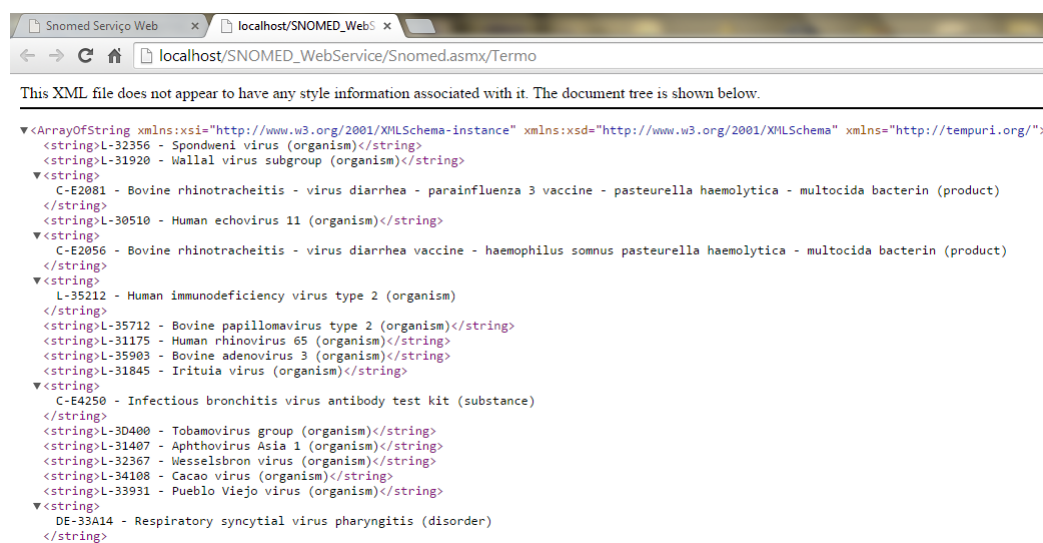 Snomed Serviço Web × localhost/SNOMED_WebS ×
localhost/SNOMED_WebService/Snomed.asmx/Termo
This XML file does not appear to have any style information associated with it. The document tree is shown below.
▼<ArrayOfString xmlns:xsi="http://www.w3.org/2001/XMLSchema-instance" xmlns:xsd="http://www.w3.org/2001/XMLSchema" xmlns="http://tempuri.org/">
<string>L-32356 - Spondweni virus (organism)</string>
<string>L-31920 - Wallal virus subgroup (organism)</string>
▼<string>
C-E2081 - Bovine rhinotracheitis - virus diarrhea - parainfluenza 3 vaccine - pasteurella haemolytica - multocida bacterin (product)
</string>
<string>L-30510 - Human echovirus 11 (organism)</string>
▼<string>
C-E2056 - Bovine rhinotracheitis - virus diarrhea vaccine - haemophilus somnus pasteurella haemolytica - multocida bacterin (product)
</string>
▼<string>
L-35212 - Human immunodeficiency virus type 2 (organism)
</string>
<string>L-35712 - Bovine papillomavirus type 2 (organism)</string>
<string>L-31175 - Human rhinovirus 65 (organism)</string>
<string>L-35903 - Bovine adenovirus 3 (organism)</string>
<string>L-31845 - Irituia virus (organism)</string>
▼<string>
C-E4250 - Infectious bronchitis virus antibody test kit (substance)
</string>
<string>L-3D400 - Tobamovirus group (organism)</string>
<string>L-31407 - Aphthovirus Asia 1 (organism)</string>
<string>L-32367 - Wesselsbron virus (organism)</string>
<string>L-34108 - Cacao virus (organism)</string>
<string>L-33931 - Pueblo Viejo virus (organism)</string>
▼<string>
DE-33A14 - Respiratory syncytial virus pharyngitis (disorder)
</string>